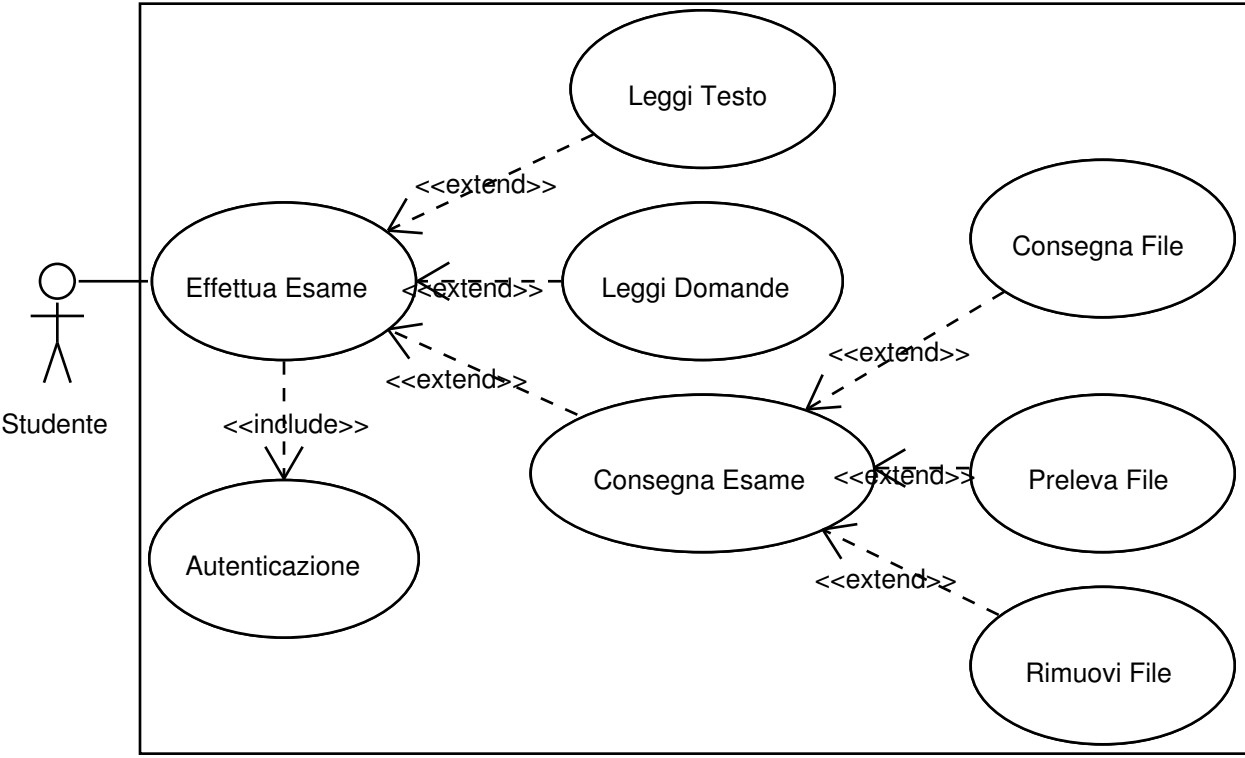 Leggi Testo
<<extend>>
Consegna File
Effettua Esame
<<extend>>
Leggi Domande
<<extend>>
<<extend>>
Studente
<<include>>
Consegna Esame
<<extend>>
Preleva File
Autenticazione
<<extend>>
Rimuovi File